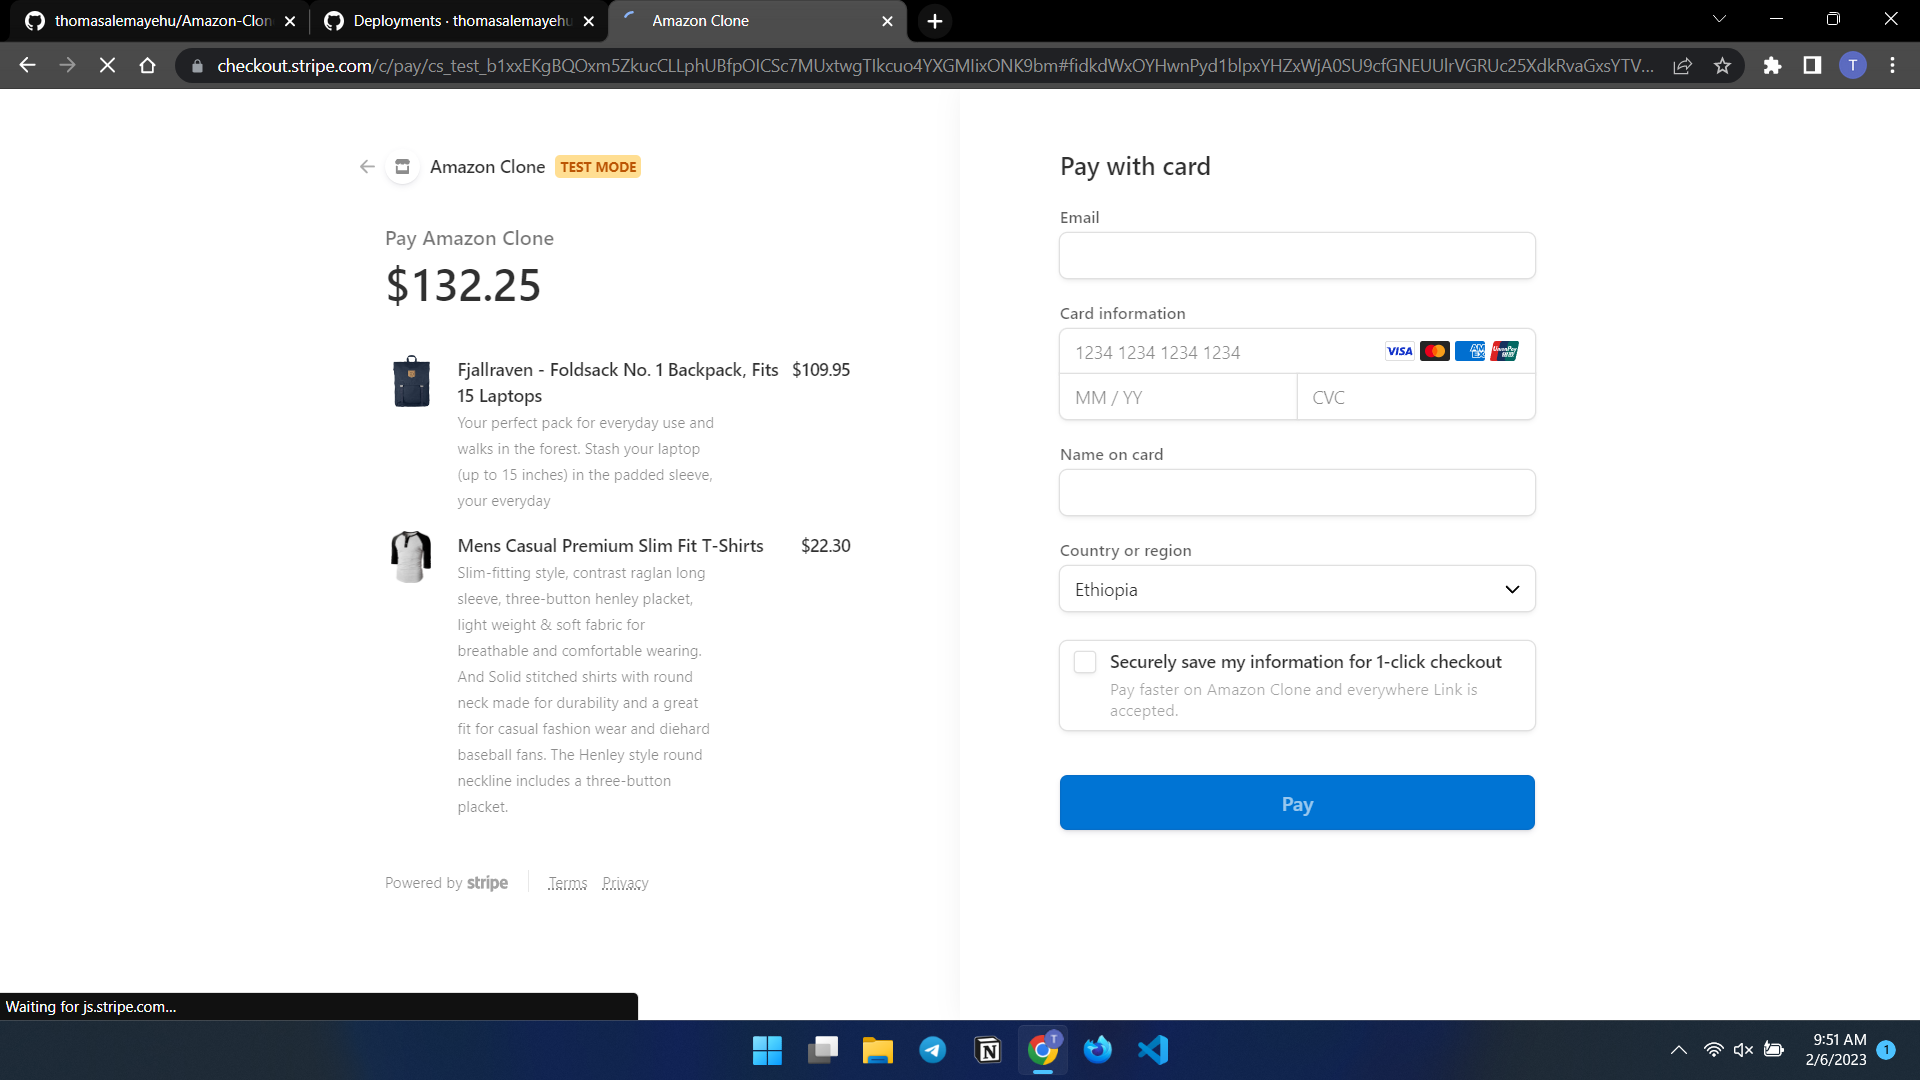 thomasalemayehu/Amazon-Clon
Deployments · thomasalemayehu
Amazon Clone
checkout.stripe.com/c/pay/cs_test_b1xxEKgBQOxm5ZkucCLLphUBfpOICSc7MUxtwgTIkcuo4YXGMIixONK9bm#fidkdWxOYHwnPyd1blpxYHZxWjA0SU9cfGNEUUlrVGRUc25XdkRvaGxsYTV...
T
Amazon Clone TEST MODE
Pay Amazon Clone
$132.25
Fjallraven - Foldsack No. 1 Backpack, Fits $109.95
15 Laptops
Your perfect pack for everyday use and
walks in the forest. Stash your laptop
(up to 15 inches) in the padded sleeve,
your everyday
Mens Casual Premium Slim Fit T-Shirts $22.30
Slim-fitting style, contrast raglan long
sleeve, three-button henley placket,
light weight & soft fabric for
breathable and comfortable wearing.
And Solid stitched shirts with round
neck made for durability and a great
fit for casual fashion wear and diehard
baseball fans. The Henley style round
neckline includes a three-button
placket.
Powered by stripe Terms Privacy
Pay with card
Email
Card information
1234 1234 1234 1234 VISA
MM / YY CVC
Name on card
Country or region
Ethiopia
Securely save my information for 1-click checkout
Pay faster on Amazon Clone and everywhere Link is
accepted.
Pay
Waiting for js.stripe.com...
9:51 AM
2/6/2023
1